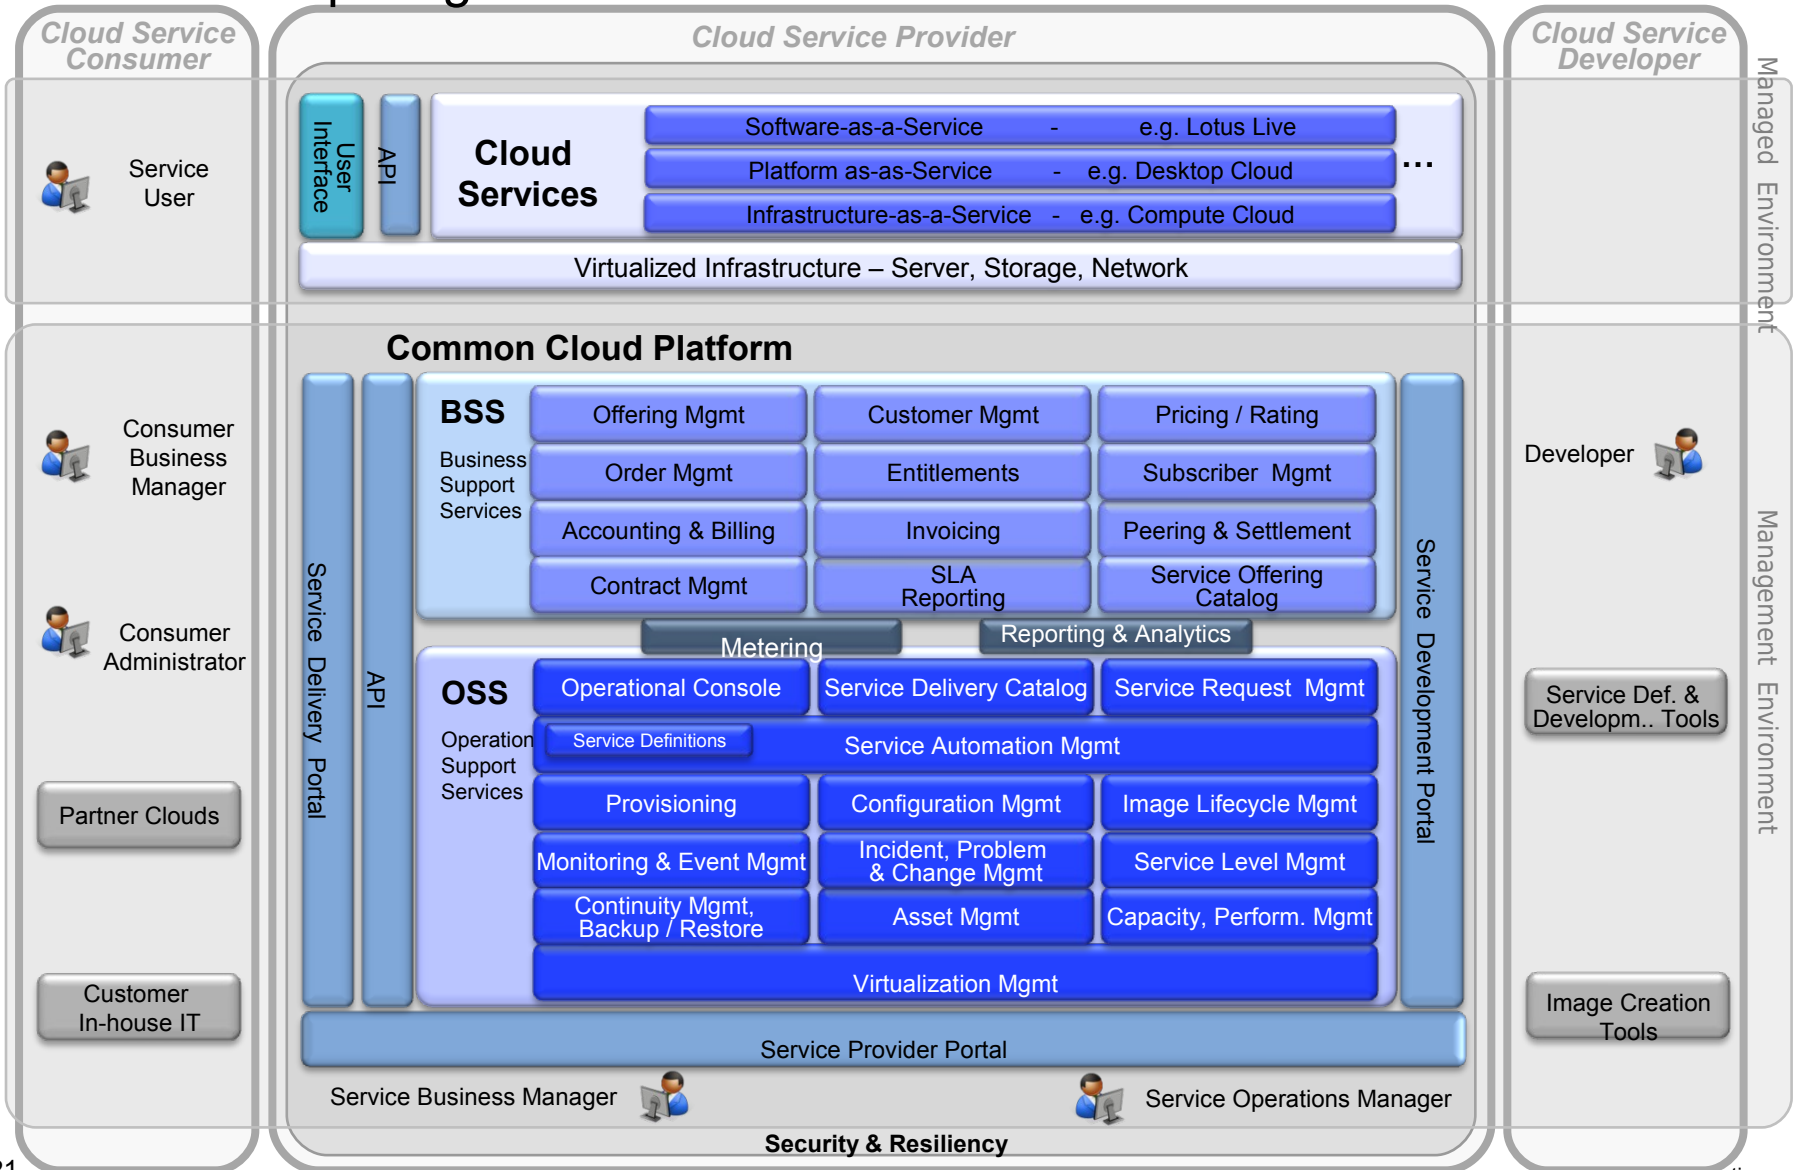 Cloud Service
Consumer
Cloud Service Provider
Cloud Service
Developer
Managed Environment
Service
User
User
Interface
API
Cloud
Services
Software-as-a-Service - e.g. Lotus Live
Platform as-as-Service - e.g. Desktop Cloud
Infrastructure-as-a-Service - e.g. Compute Cloud
...
Virtualized Infrastructure – Server, Storage, Network
Common Cloud Platform
Consumer
Business
Manager
Consumer
Administrator
Partner Clouds
Customer
In-house IT
Service Delivery Portal
API
BSS
Business
Support
Services
Offering Mgmt
Customer Mgmt
Pricing / Rating
Order Mgmt
Entitlements
Subscriber Mgmt
Accounting & Billing
Invoicing
Peering & Settlement
Contract Mgmt
SLA
Reporting
Service Offering
Catalog
Metering
Reporting & Analytics
OSS
Operation
Support
Services
Operational Console
Service Delivery Catalog
Service Request Mgmt
Service Definitions
Service Automation Mgmt
Provisioning
Configuration Mgmt
Image Lifecycle Mgmt
Monitoring & Event Mgmt
Incident, Problem
& Change Mgmt
Service Level Mgmt
Continuity Mgmt,
Backup / Restore
Asset Mgmt
Capacity, Perform. Mgmt
Virtualization Mgmt
Service Development Portal
Developer
Service Def. &
Developm.. Tools
Image Creation
Tools
Management Environment
Service Provider Portal
Service Business Manager
Service Operations Manager
Security & Resiliency